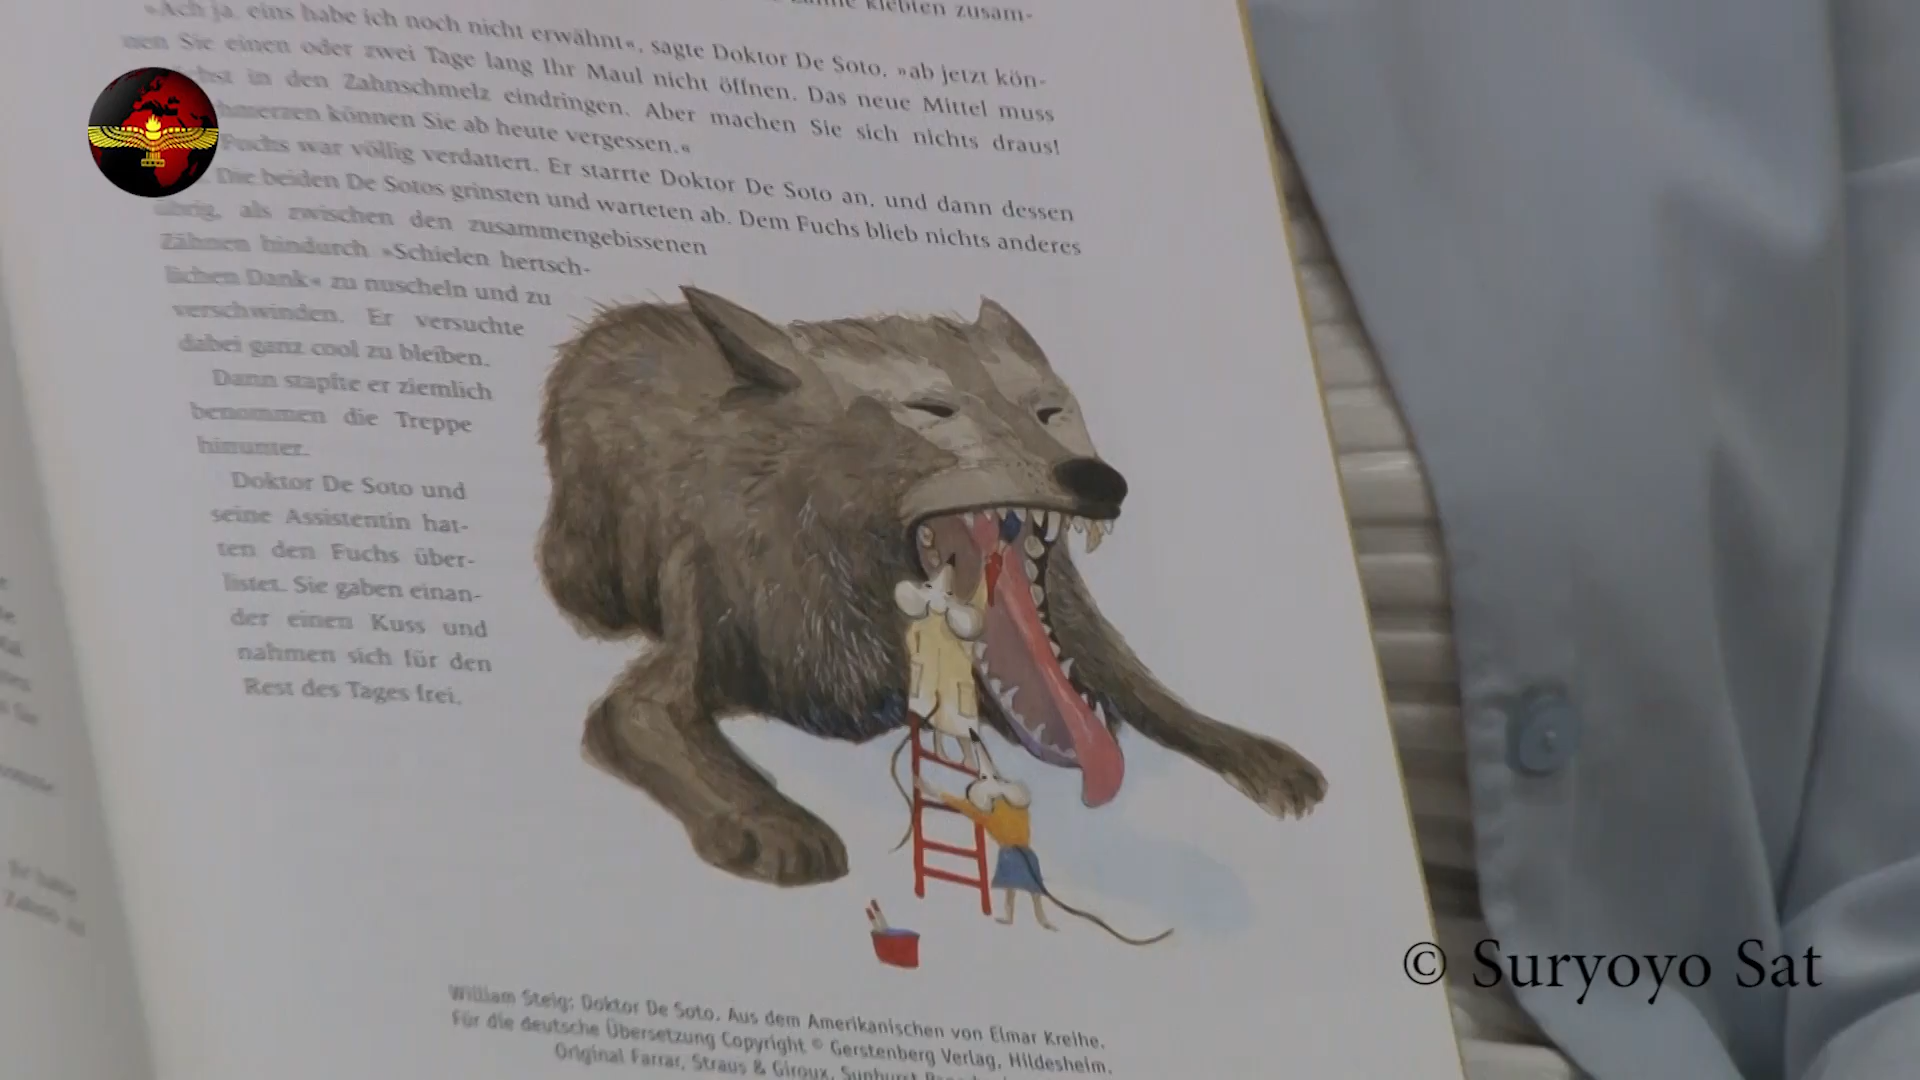 klebten zusam-
»Ach ja, eins habe ich noch nicht erwähnt«, sagte Doktor De Soto, »ab jetzt kön-
nen Sie einen oder zwei Tage lang Ihr Maul nicht öffnen. Das neue Mittel muss
in den Zahnschmelz eindringen. Aber machen Sie sich nichts draus!
können Sie ab heute vergessen.«
Fuchs war völlig verdattert. Er starrte Doktor De Soto an, und dann dessen
Die beiden De Sotos grinsten und warteten ab. Dem Fuchs blieb nichts anderes
übrig, als zwischen den zusammengebissenen
Zähnen hindurch »Schielen hertsch-
lichen Dank« zu nuscheln und zu
verschwinden. Er versuchte
dabei ganz cool zu bleiben.
Dann stapfte er ziemlich
benommen die Treppe
hinunter.
Doktor De Soto und
seine Assistentin hat-
ten den Fuchs über-
listet. Sie gaben einan-
der einen Kuss und
nahmen sich für den
Rest des Tages frei.
William Steig: Doktor De Soto. Aus dem Amerikanischen von Elmar Kreihe.
Für die deutsche Übersetzung Copyright © Gerstenberg Verlag, Hildesheim.
Original Farrar, Straus & Giroux, Sunburst
© Suryoyo Sat